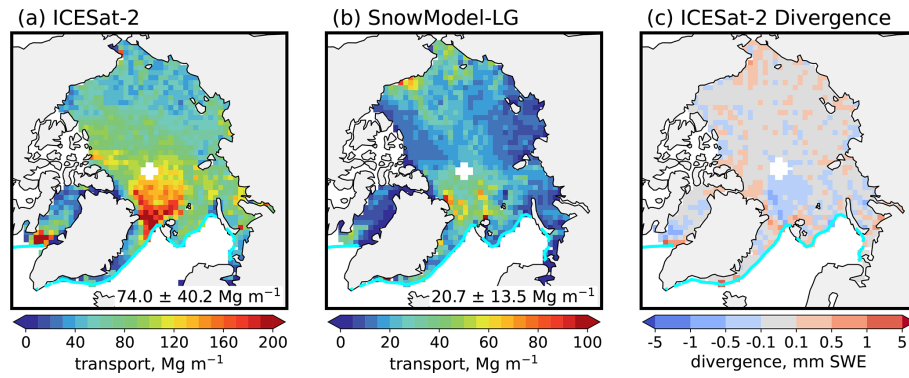 (a) ICESat-2
(b) SnowModel-LG
(c) ICESat-2 Divergence
74.0 ± 40.2 Mg m⁻¹
20.7 ± 13.5 Mg m⁻¹
0 40 80 120 160 200
0 20 40 60 80 100
-5 -1 -0.5 -0.1 0.1 0.5 1 5
transport, Mg m⁻¹
transport, Mg m⁻¹
divergence, mm SWE